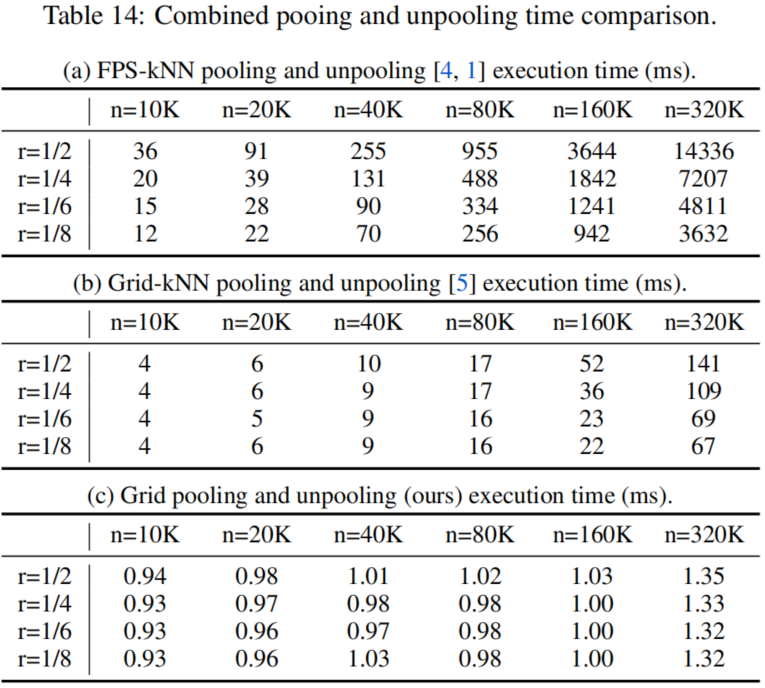 Table 14: Combined pooing and unpooling time comparison.
(a) FPS-kNN pooling and unpooling [4, 1] execution time (ms).
n=10K n=20K n=40K n=80K n=160K n=320K
r=1/2 36 91 255 955 3644 14336
r=1/4 20 39 131 488 1842 7207
r=1/6 15 28 90 334 1241 4811
r=1/8 12 22 70 256 942 3632
(b) Grid-kNN pooling and unpooling [5] execution time (ms).
n=10K n=20K n=40K n=80K n=160K n=320K
r=1/2 4 6 10 17 52 141
r=1/4 4 6 9 17 36 109
r=1/6 4 5 9 16 23 69
r=1/8 4 6 9 16 22 67
(c) Grid pooling and unpooling (ours) execution time (ms).
n=10K n=20K n=40K n=80K n=160K n=320K
r=1/2 0.94 0.98 1.01 1.02 1.03 1.35
r=1/4 0.93 0.97 0.98 0.98 1.00 1.33
r=1/6 0.93 0.96 0.97 0.98 1.00 1.32
r=1/8 0.93 0.96 1.03 0.98 1.00 1.32